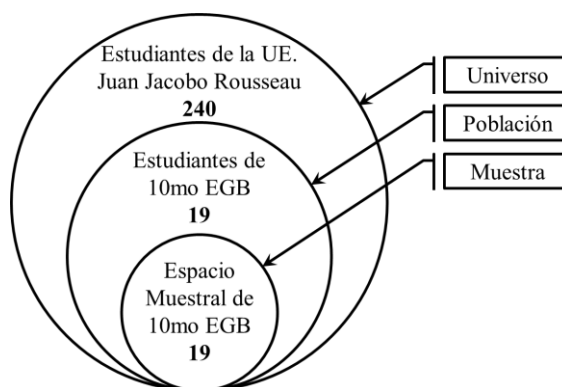 Estudiantes de la UE.
Juan Jacobo Rousseau
240
Universo
Población
Muestra
Estudiantes de
10mo EGB
19
Espacio
Muestral de
10mo EGB
19